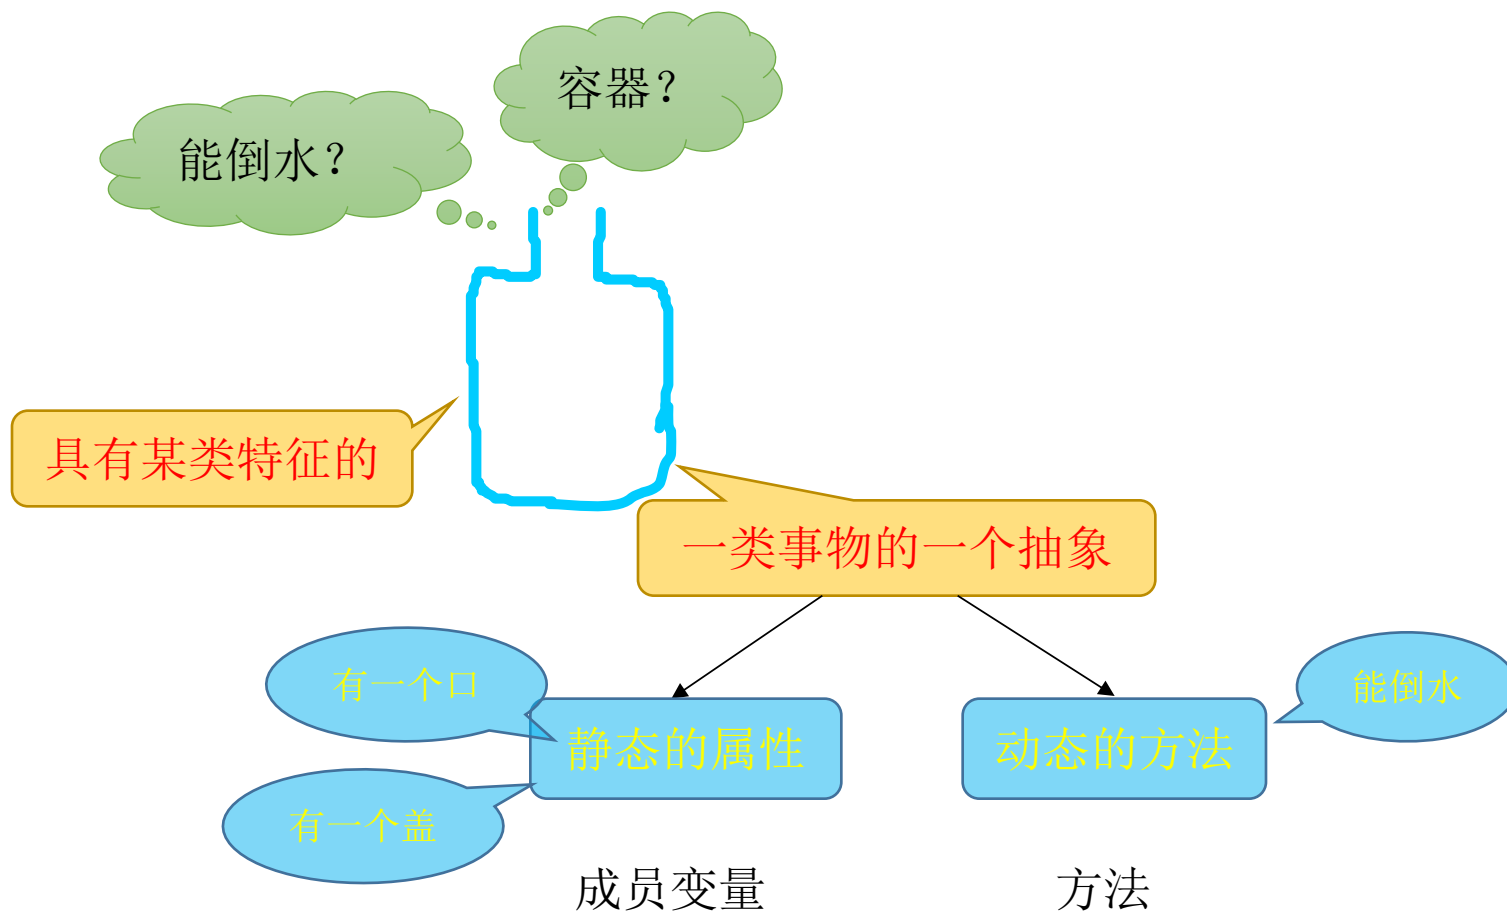 容器？
能倒水？
具有某类特征的
一类事物的一个抽象
有一个口
能倒水
静态的属性
动态的方法
有一个盖
成员变量
方法